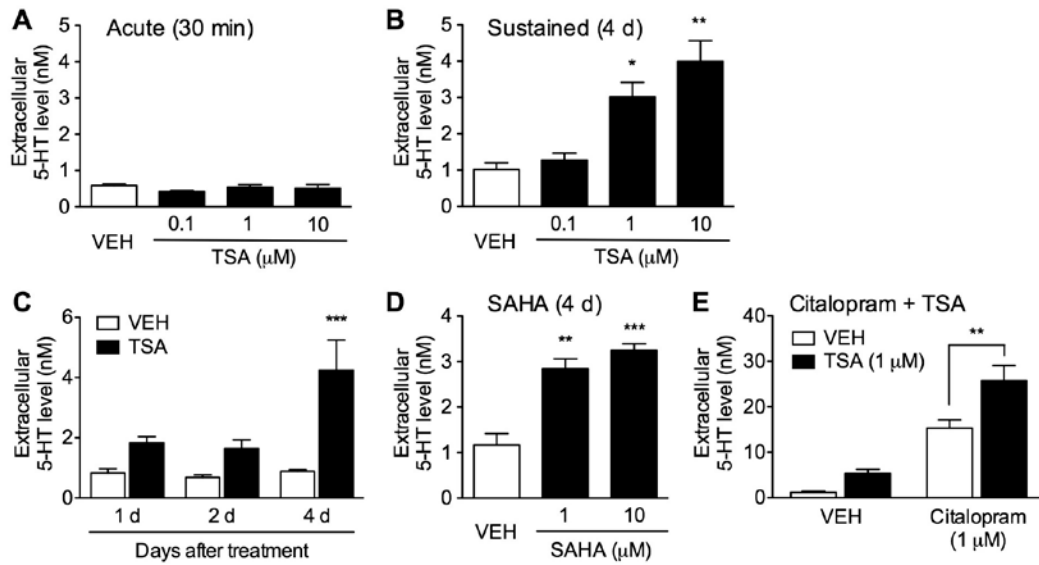 A Acute (30 min)
Extracellular
5-HT level (nM)
5
4
3
2
1
0
VEH
0.1 1 10
TSA (μM)
B Sustained (4 d)
Extracellular
5-HT level (nM)
5
4
3
2
1
0
* **
VEH
0.1 1 10
TSA (μM)
C
VEH
TSA
***
Extracellular
5-HT level (nM)
6
4
2
0
1 d 2 d 4 d
Days after treatment
D SAHA (4 d)
Extracellular
5-HT level (nM)
4
3
2
1
0
** ***
VEH
1 10
SAHA (μM)
E Citalopram + TSA
VEH
TSA (1 μM)
**
Extracellular
5-HT level (nM)
40
30
20
10
0
VEH Citalopram
(1 μM)